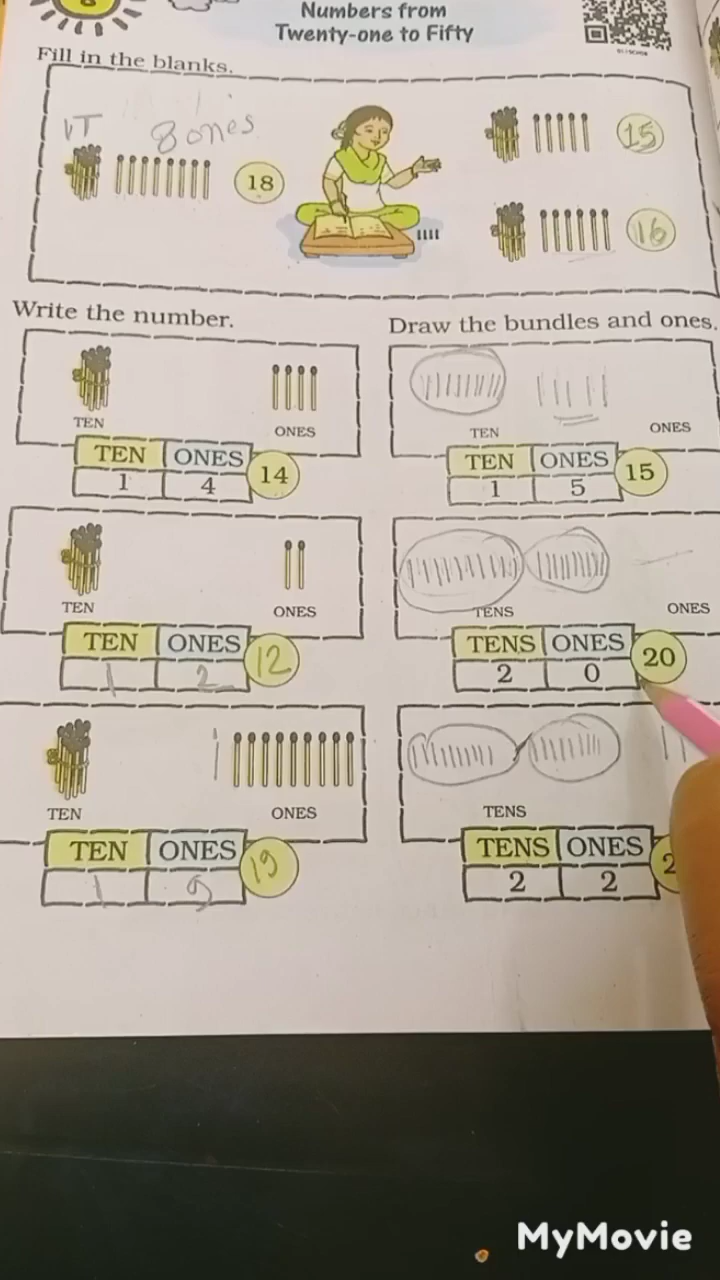 Numbers from
Twenty-one to Fifty
Fill in the blanks.
1T 8 ones
18
15
16
Write the number.
TEN ONES
TEN ONES
1 4
14
TEN ONES
TEN ONES
1 2
12
TEN ONES
TEN ONES
1 9
19
Draw the bundles and ones.
TEN ONES
TEN ONES
1 5
15
TENS ONES
TENS ONES
2 0
20
TENS
TENS ONES
2 2
MyMovie